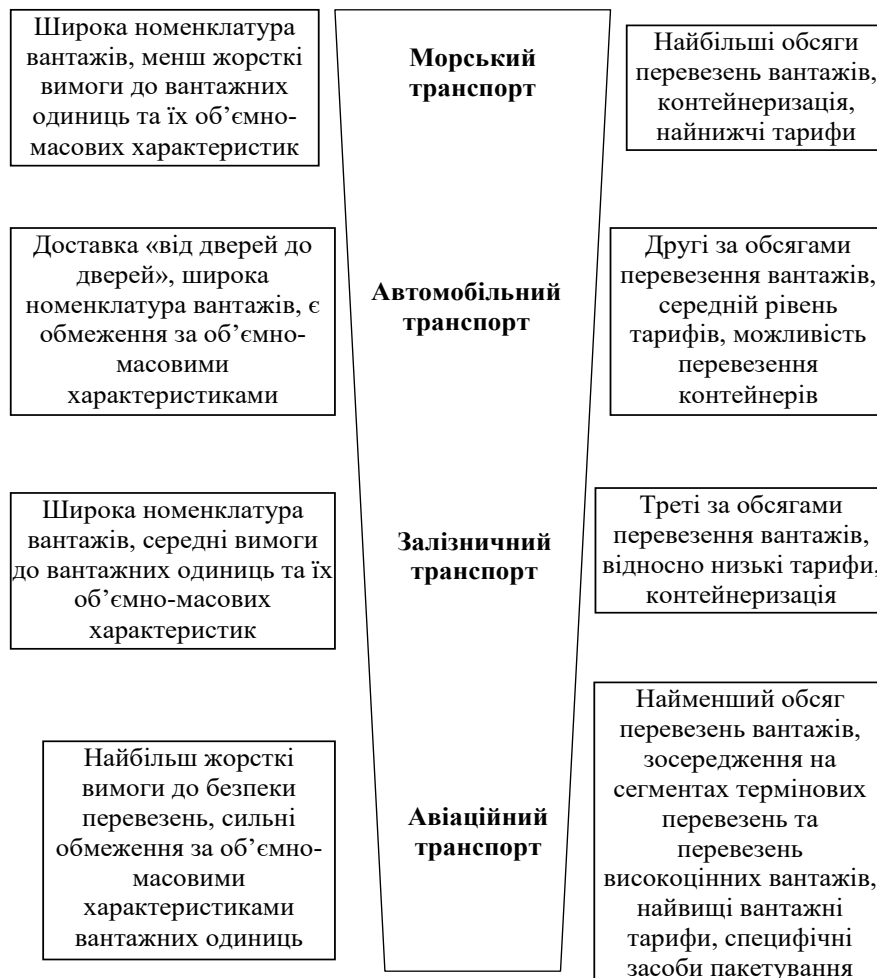 Широка номенклатура
вантажів, менш жорсткі
вимоги до вантажних
одиниць та їх об’ємно-
масових характеристик
Морський
транспорт
Найбільші обсяги
перевезень вантажів,
контейнеризація,
найнижчі тарифи
Доставка «від дверей до
дверей», широка
номенклатура вантажів, є
обмеження за об’ємно-
масовими
характеристиками
Автомобільний
транспорт
Другі за обсягами
перевезення вантажів,
середній рівень
тарифів, можливість
перевезення
контейнерів
Широка номенклатура
вантажів, середні вимоги
до вантажних одиниць та їх
об’ємно-масових
характеристик
Залізничний
транспорт
Треті за обсягами
перевезення вантажів,
відносно низькі тарифи,
контейнеризація
Найбільш жорсткі
вимоги до безпеки
перевезень, сильні
обмеження за об’ємно-
масовими
характеристиками
вантажних одиниць
Авіаційний
транспорт
Найменший обсяг
перевезень вантажів,
зосередження на
сегментах термінових
перевезень та
перевезень
високоцінних вантажів,
найвищі вантажні
тарифи, специфічні
засоби пакетування